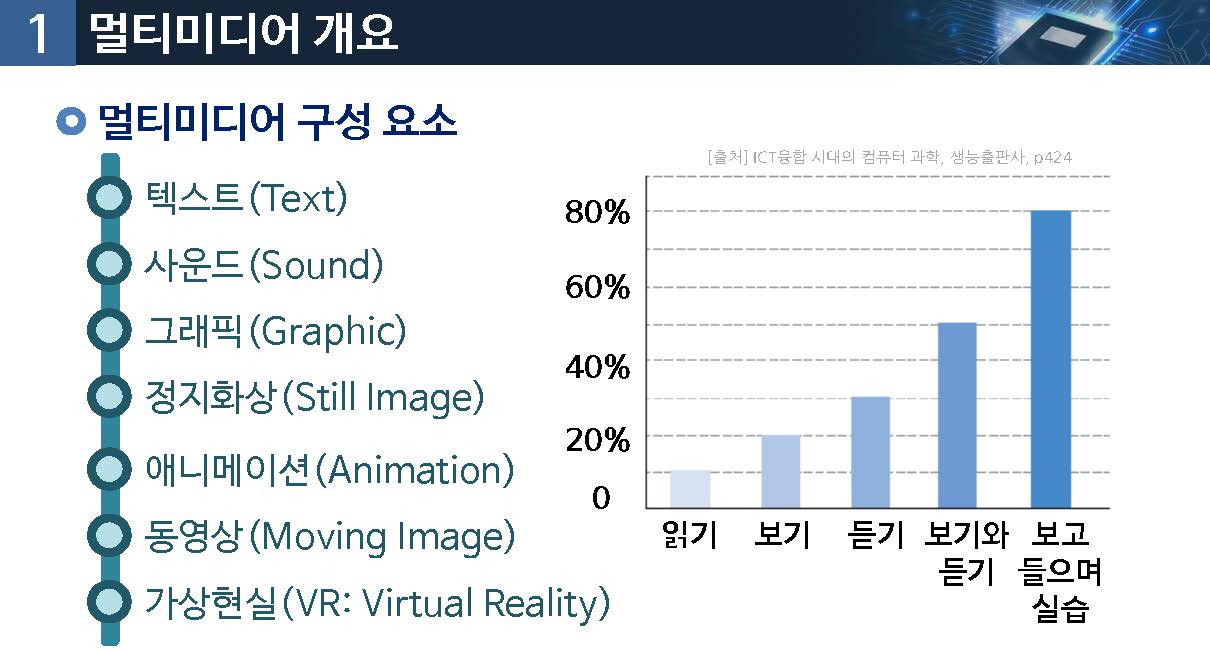 1 멀티미디어 개요
멀티미디어 구성 요소
텍스트(Text)
사운드(Sound)
그래픽(Graphic)
정지화상(Still Image)
애니메이션(Animation)
동영상(Moving Image)
가상현실(VR: Virtual Reality)
[출처] ICT융합 시대의 컴퓨터 과학, 생능출판사, p424
80%
60%
40%
20%
0
읽기 보기 듣기 보기와 보고
듣기 들으며
실습